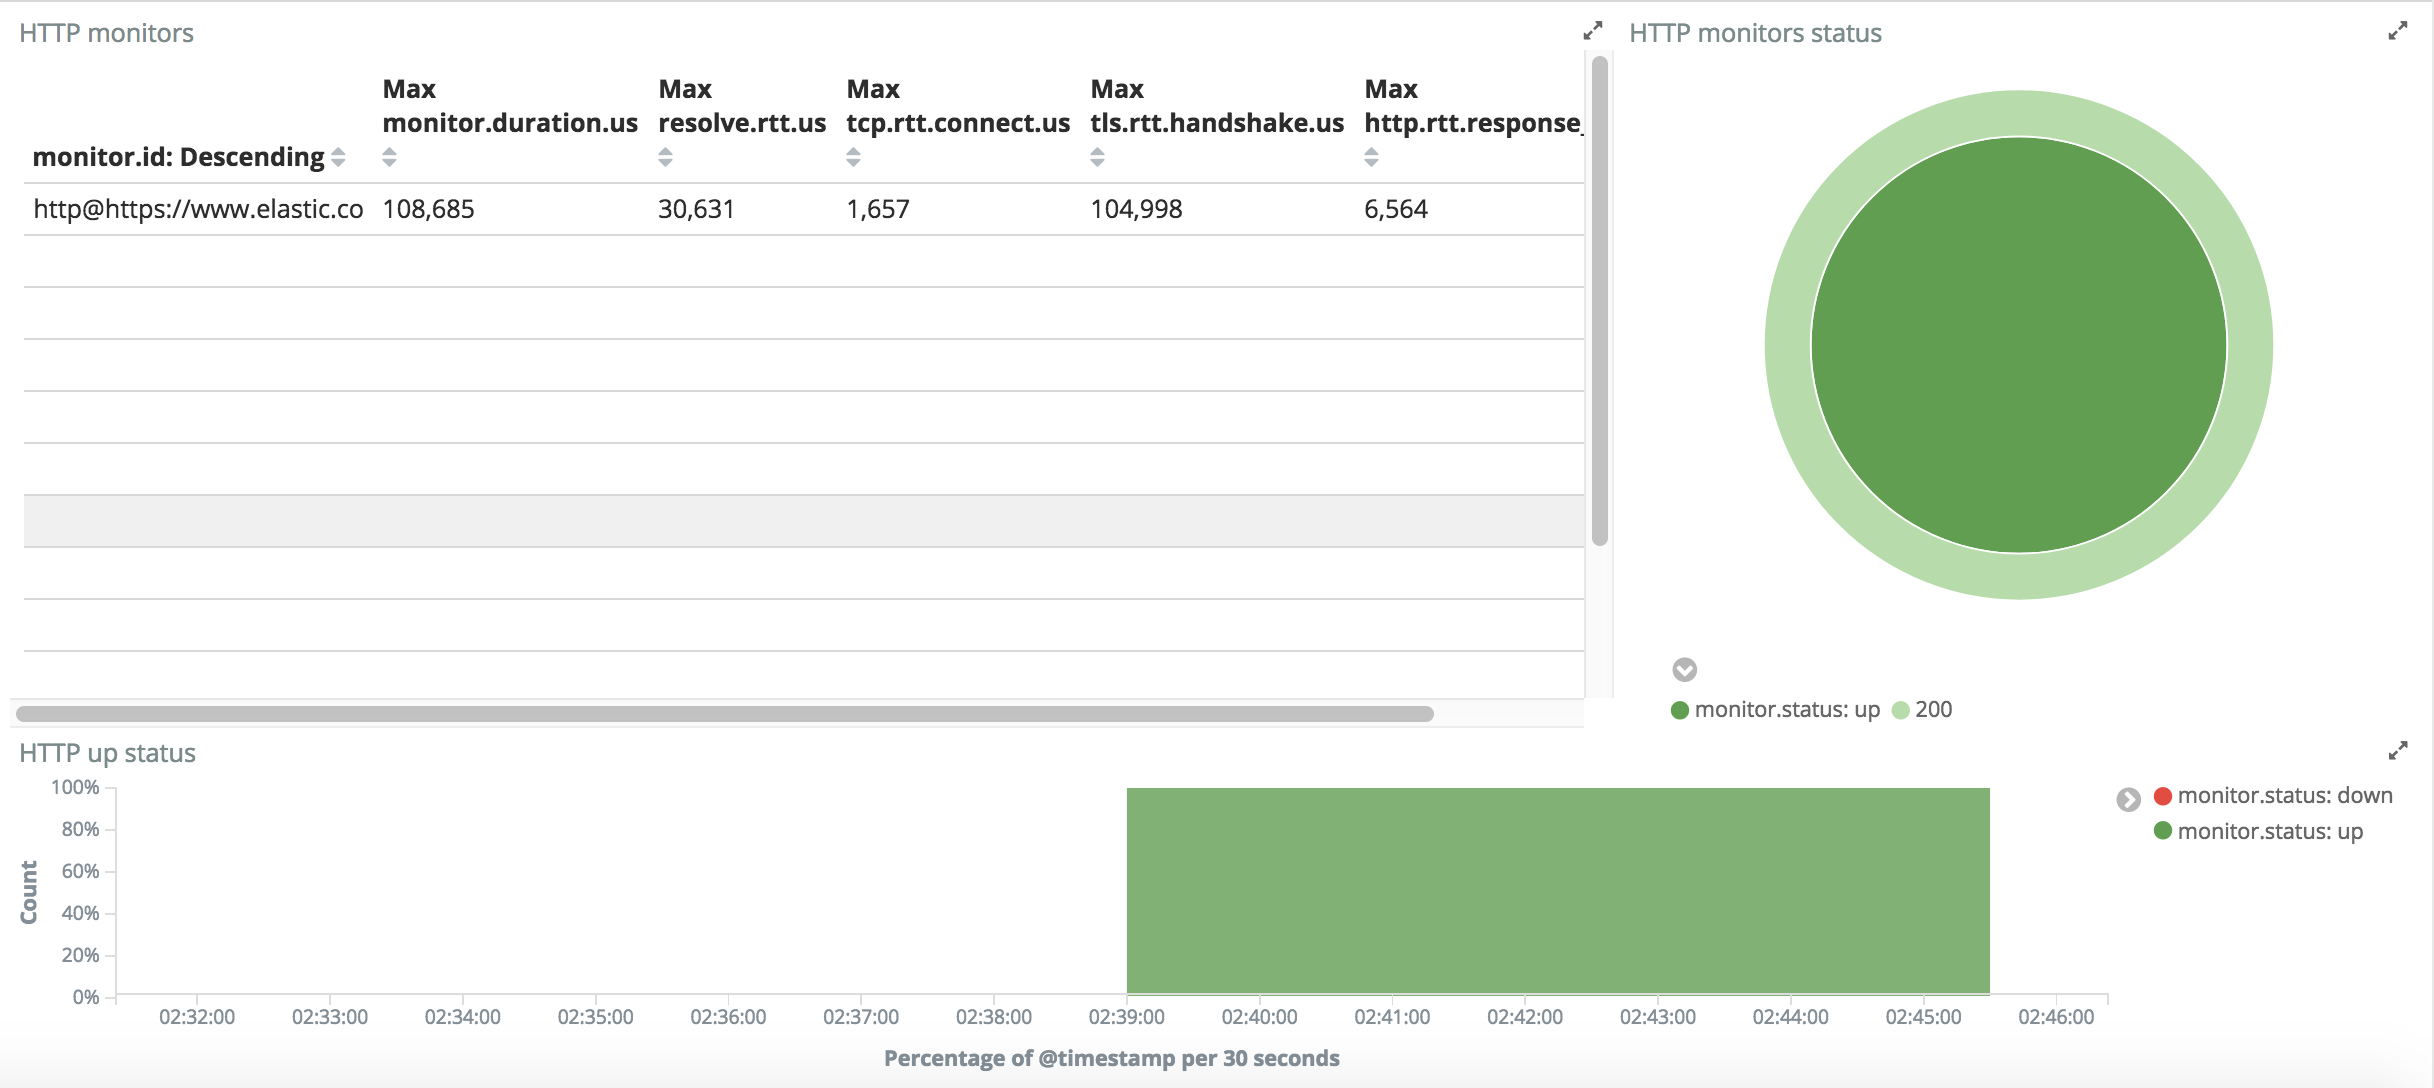 HTTP monitors
monitor.id: Descending
Max
monitor.duration.us
Max
resolve.rtt.us
Max
tcp.rtt.connect.us
Max
tls.rtt.handshake.us
Max
http.rtt.response_
http@https://www.elastic.co 108,685 30,631 1,657 104,998 6,564
HTTP monitors status
monitor.status: up 200
HTTP up status
Count
100%
80%
60%
40%
20%
0%
02:32:00 02:33:00 02:34:00 02:35:00 02:36:00 02:37:00 02:38:00 02:39:00 02:40:00 02:41:00 02:42:00 02:43:00 02:44:00 02:45:00 02:46:00
Percentage of @timestamp per 30 seconds
monitor.status: down
monitor.status: up